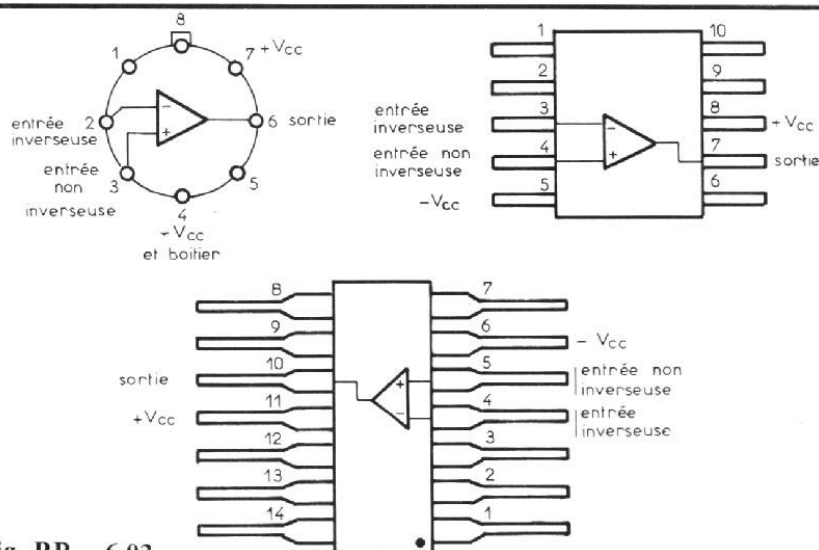 8
1
7 +Vcc
entrée
inverseuse
2
-
+
6 sortie
entrée
non
inverseuse
3
5
4
-Vcc
et boitier
1
10
2
9
entrée
inverseuse
3
-
8
+Vcc
entrée non
inverseuse
4
+
7
sortie
-Vcc
5
6
8
7
9
6
- Vcc
sortie
10
+
5
entrée non
inverseuse
+Vcc
11
-
4
entrée
inverseuse
12
3
13
2
14
1
6-02